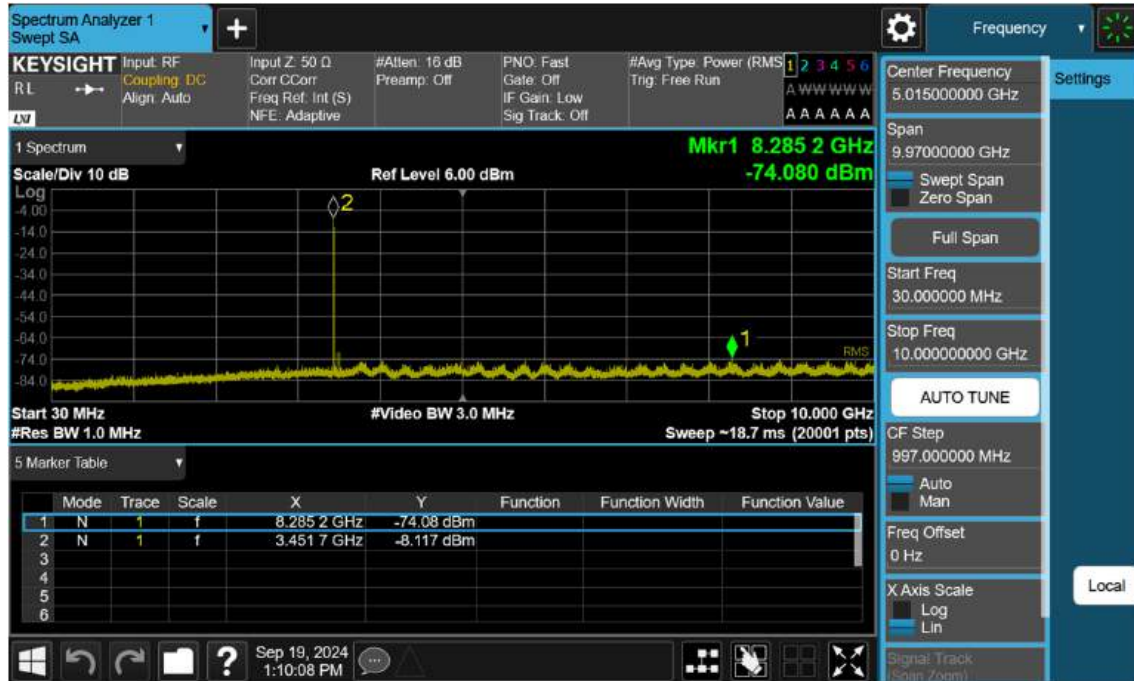 Spectrum Analyzer 1
Swept SA
+
Frequency
KEYSIGHT
RL
LXI
Input: RF
Coupling: DC
Align: Auto
Input Z: 50 Ω
Corr CCorr
Freq Ref: Int (S)
NFE: Adaptive
#Atten: 16 dB
Preamp: Off
PNO: Fast
Gate: Off
IF Gain: Low
Sig Track: Off
#Avg Type: Power (RMS
Trig: Free Run
1 2 3 4 5 6
A W W W W W
A A A A A A
1 Spectrum
Mkr1 8.285 2 GHz
Scale/Div 10 dB
Ref Level 6.00 dBm
-74.080 dBm
Log
-4.00
-14.0
-24.0
-34.0
-44.0
-54.0
-64.0
-74.0
-84.0
2
1
RMS
Start 30 MHz
#Video BW 3.0 MHz
Stop 10.000 GHz
#Res BW 1.0 MHz
Sweep ~18.7 ms (20001 pts)
5 Marker Table
Mode Trace Scale X Y Function Function Width Function Value
1 N 1 f 8.285 2 GHz -74.08 dBm
2 N 1 f 3.451 7 GHz -8.117 dBm
3
4
5
6
Sep 19, 2024
1:10:08 PM
?
Center Frequency
5.015000000 GHz
Settings
Span
9.97000000 GHz
Swept Span
Zero Span
Full Span
Start Freq
30.000000 MHz
Stop Freq
10.000000000 GHz
AUTO TUNE
CF Step
997.000000 MHz
Auto
Man
Freq Offset
0 Hz
X Axis Scale
Log
Lin
Local
Signal Track
(Span Zoom)